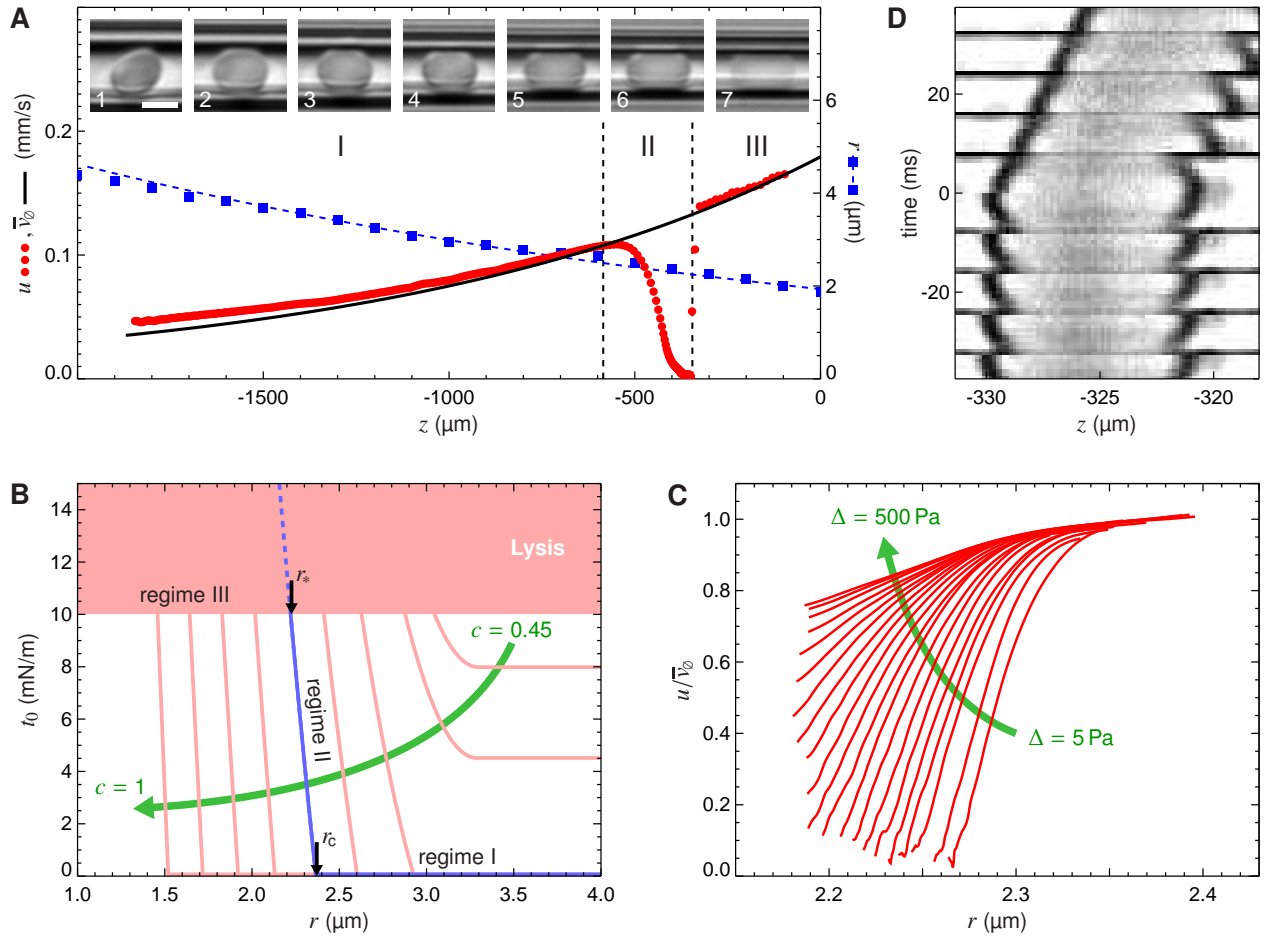 A
1
2
3
4
5
6
7
I
II
III
u ●●●, v̄∅ — (mm/s)
0.2
0.1
0.0
6
4
2
0
r (µm)
-1500
-1000
-500
0
z (µm)
D
time (ms)
20
0
-20
-330
-325
-320
z (µm)
B
t0 (mN/m)
14
12
10
8
6
4
2
0
Lysis
r*
regime III
c = 0.45
regime II
c = 1
rc
regime I
1.0
1.5
2.0
2.5
3.0
3.5
4.0
r (µm)
C
u/v̄∅
1.0
0.8
0.6
0.4
0.2
0.0
Δ = 500 Pa
Δ = 5 Pa
2.2
2.3
2.4
r (µm)